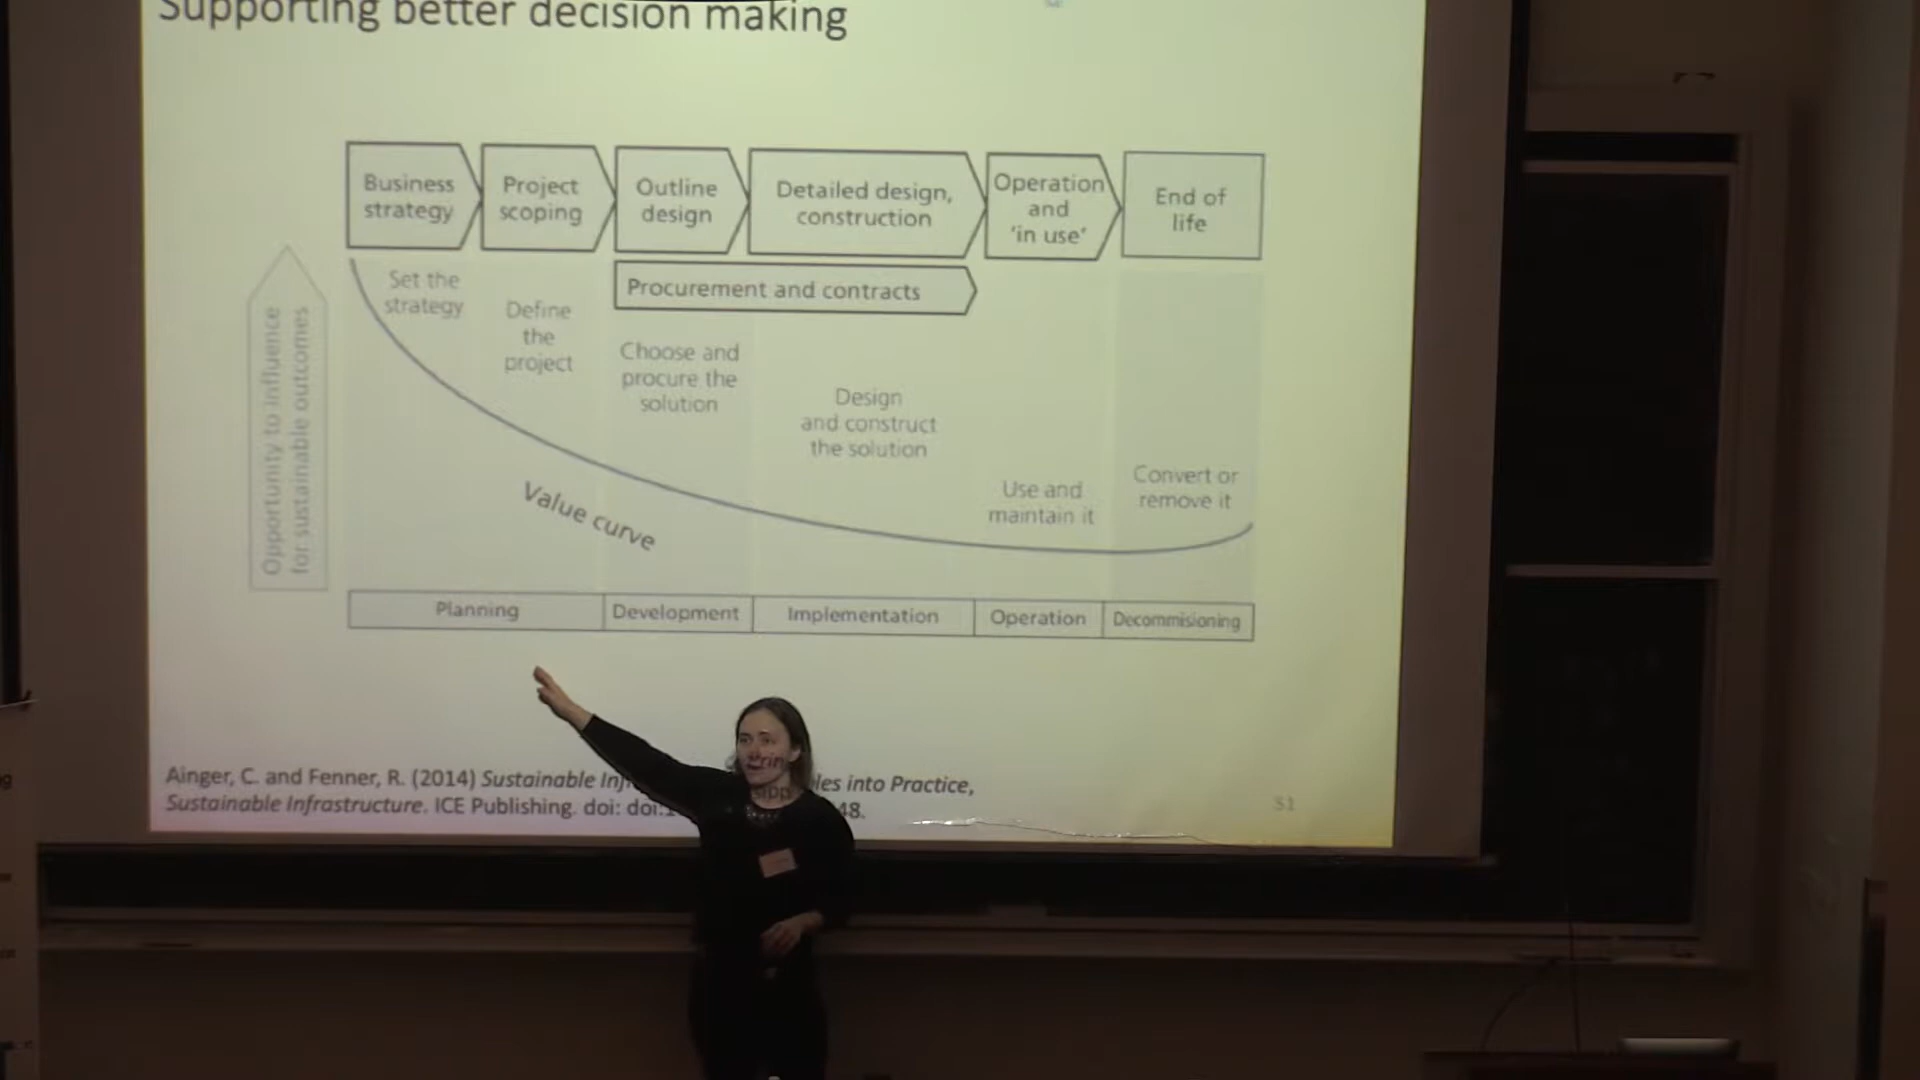 Supporting better decision making
Business
strategy
Project
scoping
Outline
design
Detailed design,
construction
Operation
and
'in use'
End of
life
Procurement and contracts
Set the
strategy
Define
the
project
Choose and
procure the
solution
Design
and construct
the solution
Use and
maintain it
Convert or
remove it
Opportunity to influence
for sustainable outcomes
Value curve
Planning
Development
Implementation
Operation
Decommisioning
Ainger, C. and Fenner, R. (2014) Sustainable into Practice,
Sustainable Infrastructure. ICE Publishing. doi: 48.
51